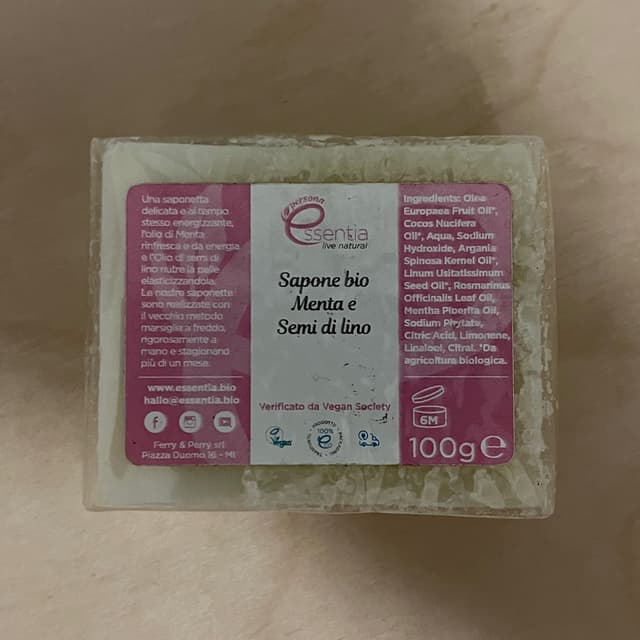 Una saponetta
delicata e al tempo
stesso energizzante,
l'olio di Menta
rinfresca e da energia
e l'Olio di semi di
lino nutre la pelle
elasticizzandola.
Le nostre saponette
sono realizzate con
il vecchio metodo
marsiglia a freddo,
rigorosamente a
mano e stagionano
più di un mese.
www.essentia.bio
hallo@essentia.bio
Ferry & Perry srl
Piazza Duomo 16 - MI
persona
essentia
live natural
Sapone bio
Menta e
Semi di lino
Verificato da Vegan Society
Vegan
PRODOTTO
100%
Ingredients: Olea
Europaea Fruit Oil*,
Cocos Nucifera
Oil*, Aqua, Sodium
Hydroxide, Argania
Spinosa Kernel Oil*,
Linum Usitatissimum
Seed Oil*, Rosmarinus
Officinalis Leaf Oil,
Mentha Piperita Oil,
Sodium Phytate,
Citric Acid, Limonene,
Linalool, Citral. *Da
agricoltura biologica.
6M
100g e